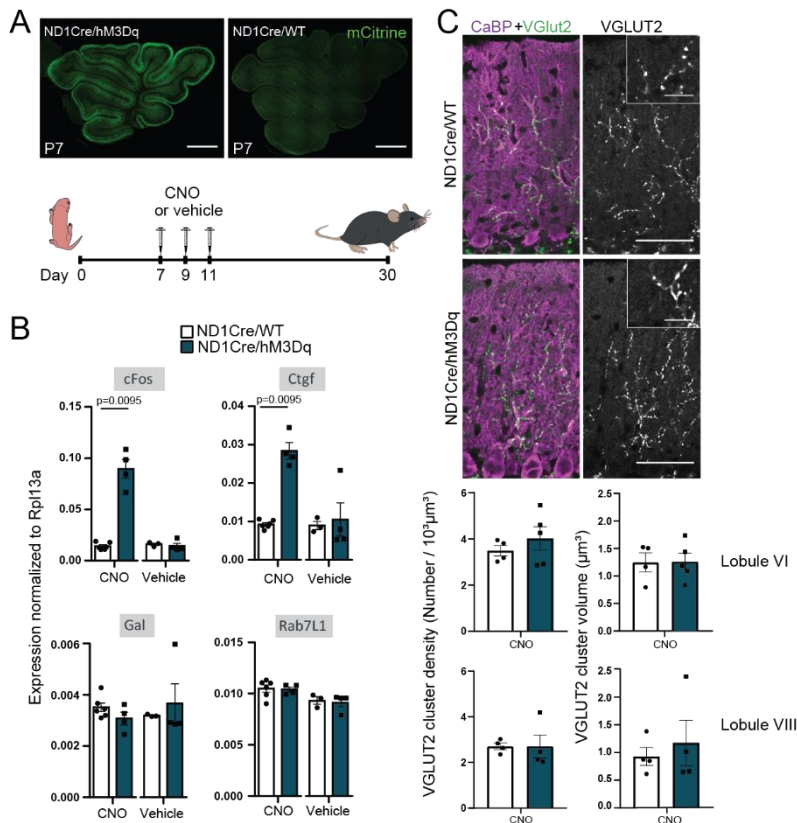 A
ND1Cre/hM3Dq
ND1Cre/WT
mCitrine
P7
P7
CNO
or vehicle
Day 0 7 9 11 30
B
ND1Cre/WT
ND1Cre/hM3Dq
Expression normalized to Rpl13a
cFos
p=0.0095
0.15
0.10
0.05
0.00
CNO Vehicle
Ctgf
p=0.0095
0.04
0.03
0.02
0.01
0.00
CNO Vehicle
Gal
0.006
0.004
0.002
0.000
CNO Vehicle
Rab7L1
0.015
0.010
0.005
0.000
CNO Vehicle
C
CaBP+VGlut2
VGLUT2
ND1Cre/WT
ND1Cre/hM3Dq
VGLUT2 cluster density (Number / 10³µm³)
6
4
2
0
CNO
VGLUT2 cluster volume (µm³)
2.0
1.5
1.0
0.5
0.0
CNO
Lobule VI
6
4
2
0
CNO
2.5
2.0
1.5
1.0
0.5
0.0
CNO
Lobule VIII